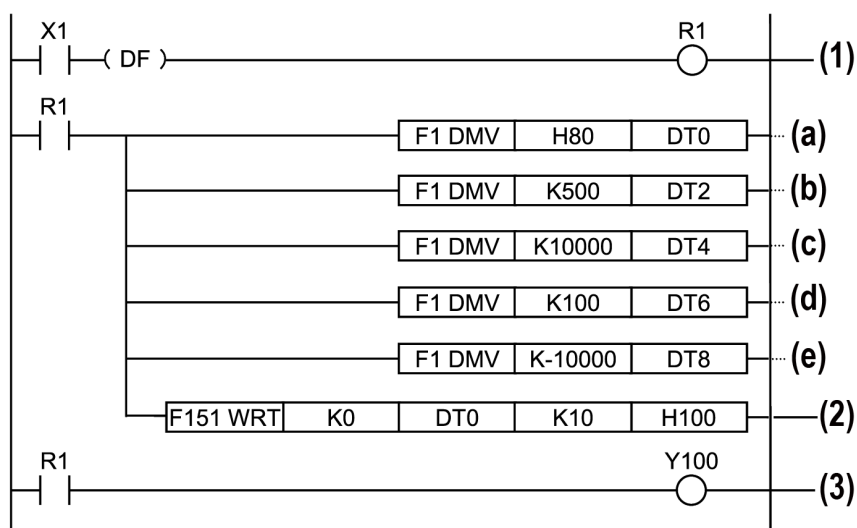 X1 R1
( DF ) (1)
R1
F1 DMV H80 DT0 (a)
F1 DMV K500 DT2 (b)
F1 DMV K10000 DT4 (c)
F1 DMV K100 DT6 (d)
F1 DMV K-10000 DT8 (e)
F151 WRT K0 DT0 K10 H100 (2)
R1 Y100
(3)